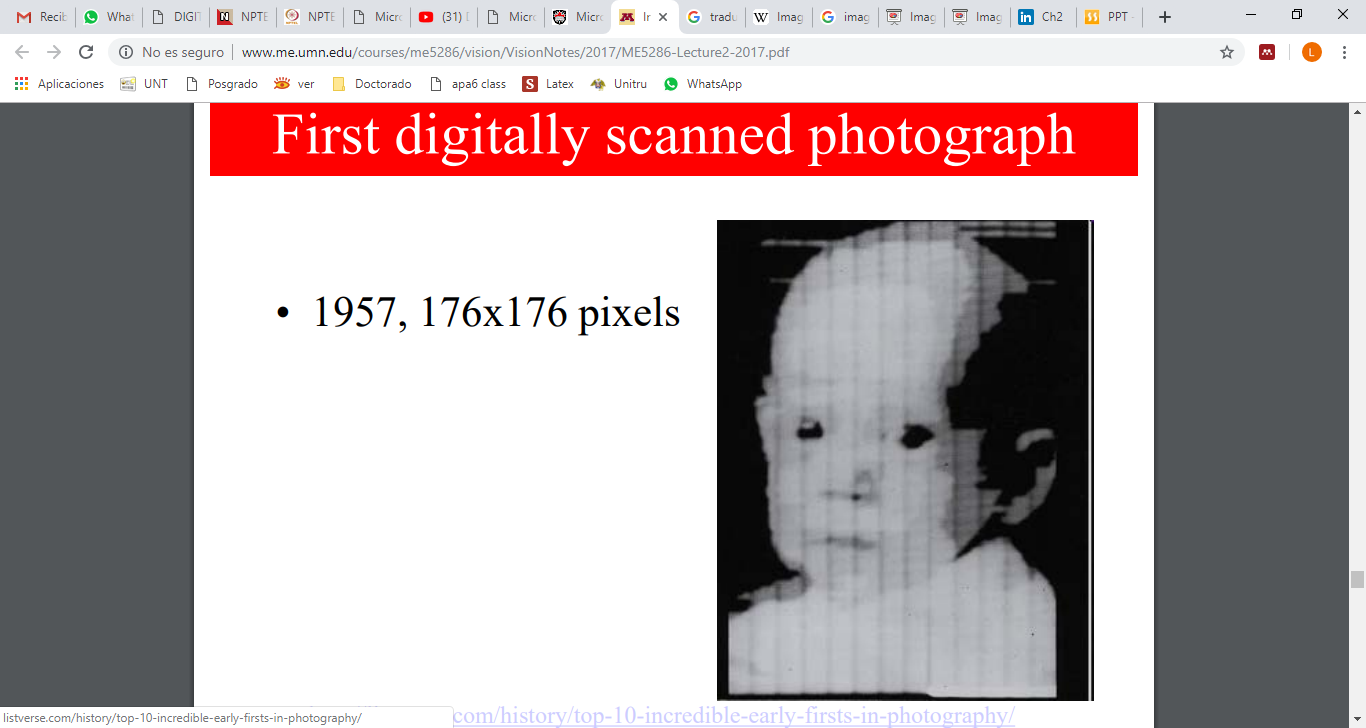 Recib
What
DIGIT
NPTE
NPTE
Micro
(31)
Micro
Micro
Ir
tradu
Imag
imag
Imag
Imag
Ch2
PPT
No es seguro
www.me.umn.edu/courses/me5286/vision/VisionNotes/2017/ME5286-Lecture2-2017.pdf
L
Aplicaciones UNT Posgrado ver Doctorado apa6 class Latex Unitru WhatsApp
First digitally scanned photograph
• 1957, 176x176 pixels
com/history/top-10-incredible-early-firsts-in-photography/
listverse.com/history/top-10-incredible-early-firsts-in-photography/